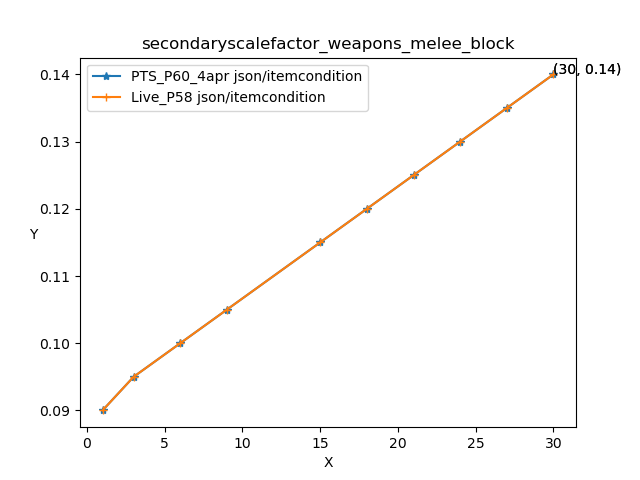 secondaryscalefactor_weapons_melee_block
PTS_P60_4apr json/itemcondition
Live_P58 json/itemcondition
(30, 0.14)
0.14
0.13
0.12
0.11
0.10
0.09
Y
0 5 10 15 20 25 30
X